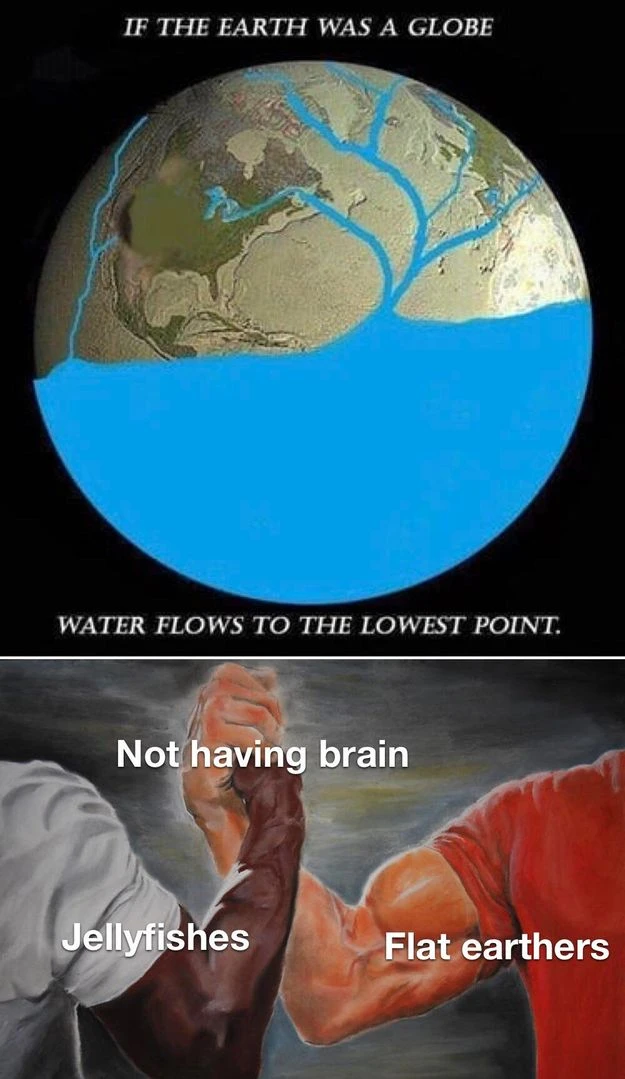 IF THE EARTH WAS A GLOBE
WATER FLOWS TO THE LOWEST POINT.
Not having brain
Jellyfishes
Flat earthers